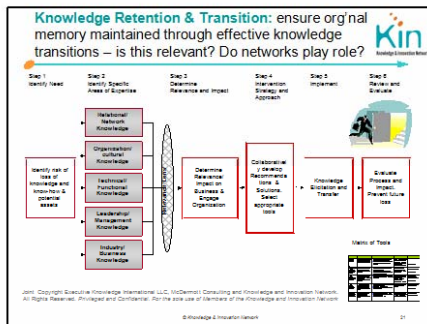 Knowledge Retention & Transition: ensure org'nal
memory maintained through effective knowledge
transitions – is this relevant? Do networks play role?
Kin
Knowledge & Innovation Network
Step 1
Identify Need
Step 2
Identify Specific
Areas of Expertise
Step 3
Determine
Relevance and Impact
Step 4
Intervention
Strategy and
Approach
Step 5
Implement
Step 6
Review and
Evaluate
Identify risk of
loss of
knowledge and
know-how &
potential
assets
Relational/
Network
Knowledge
Organisation/
cultural
Knowledge
Technical/
Functional
Knowledge
Leadership/
Management
Knowledge
Industry/
Business
Knowledge
Relevance Lens
Determine
Relevance/
Impact on
Business &
Engage
Organization
Collaborativel
y develop
Recommenda
tions &
Solutions.
Select
appropriate
tools
Knowledge
Elicitation and
Transfer
Evaluate
Process and
Impact.
Prevent future
loss
Matrix of Tools
Joint Copyright Executive Knowledge International LLC, McDermott Consulting and Knowledge and Innovation Network.
All Rights Reserved. Privileged and Confidential. For the sole use of Members of the Knowledge and Innovation Network
© Knowledge & Innovation Network
21